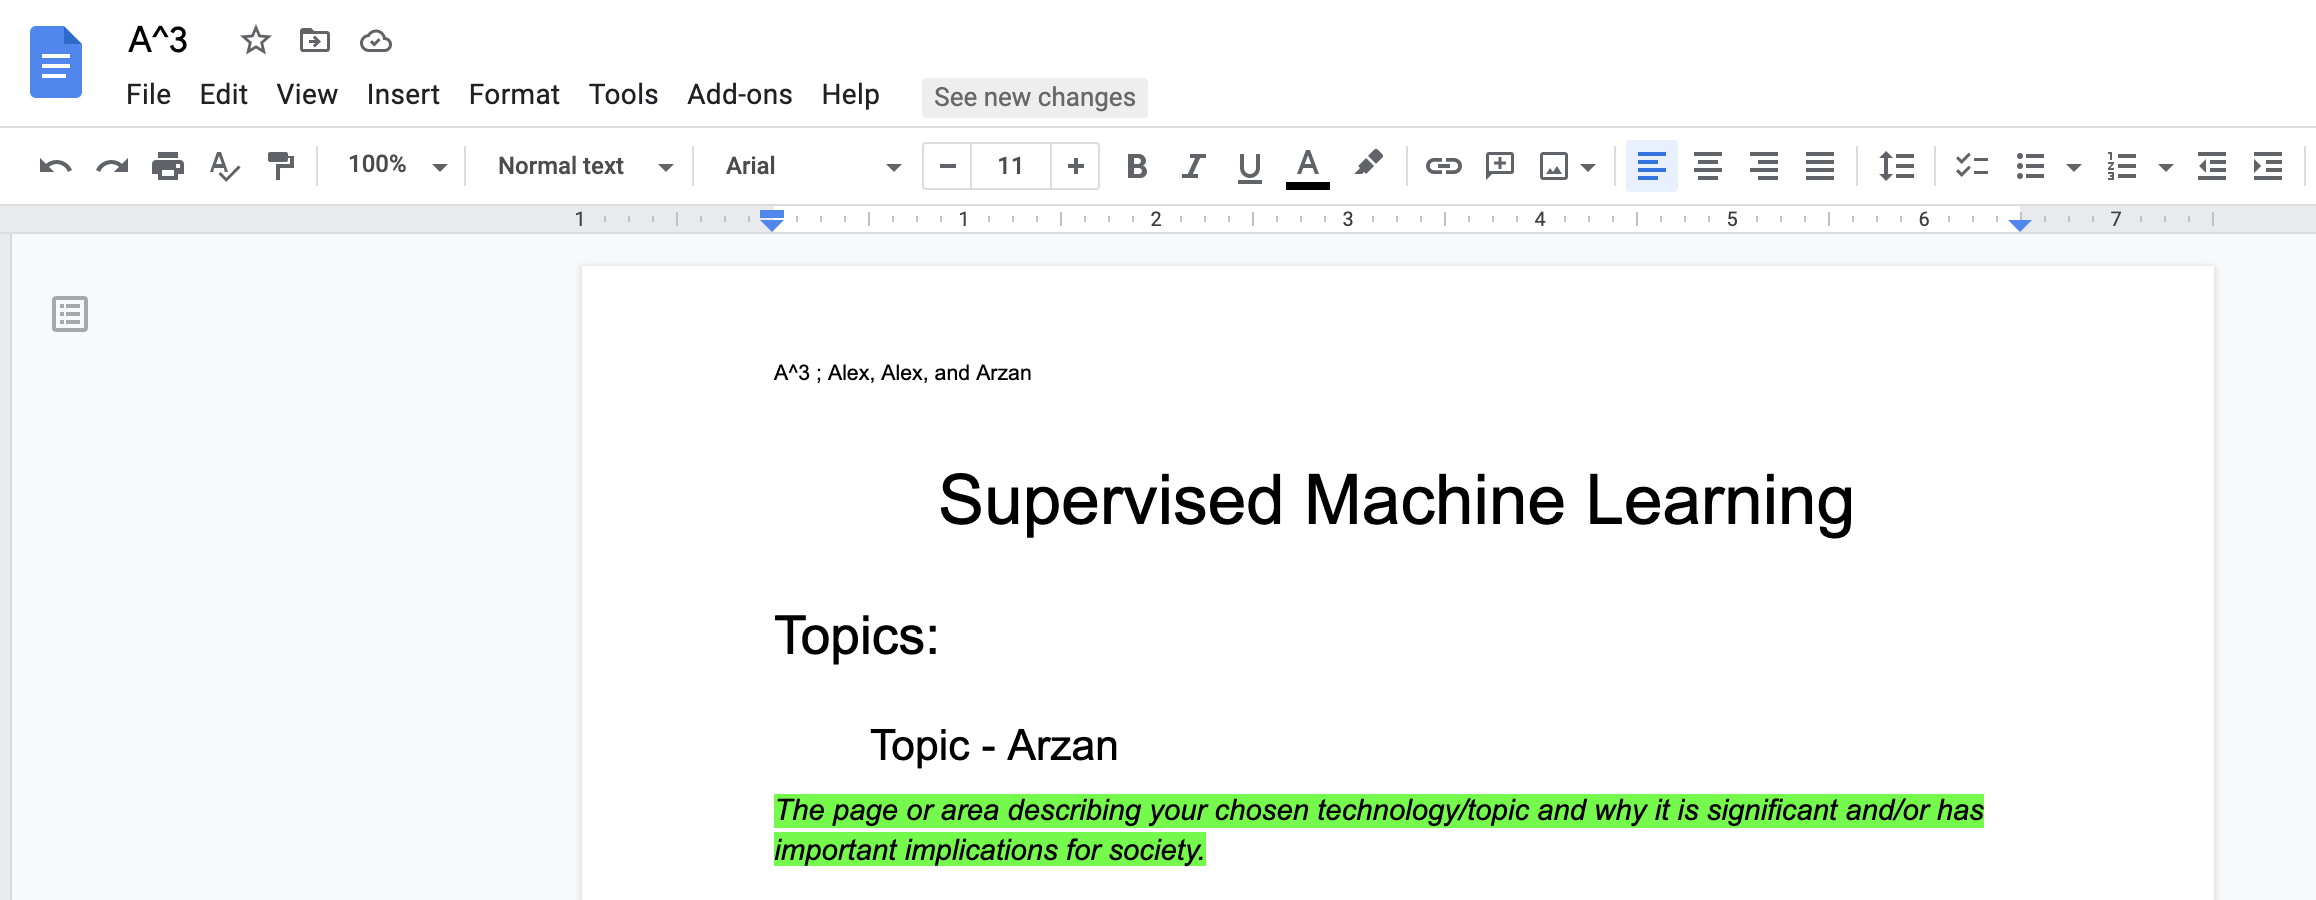 A^3
File Edit View Insert Format Tools Add-ons Help See new changes
100% Normal text Arial − 11 + B I U A
1 1 2 3 4 5 6 7
A^3 ; Alex, Alex, and Arzan
Supervised Machine Learning
Topics:
Topic - Arzan
The page or area describing your chosen technology/topic and why it is significant and/or has
important implications for society.